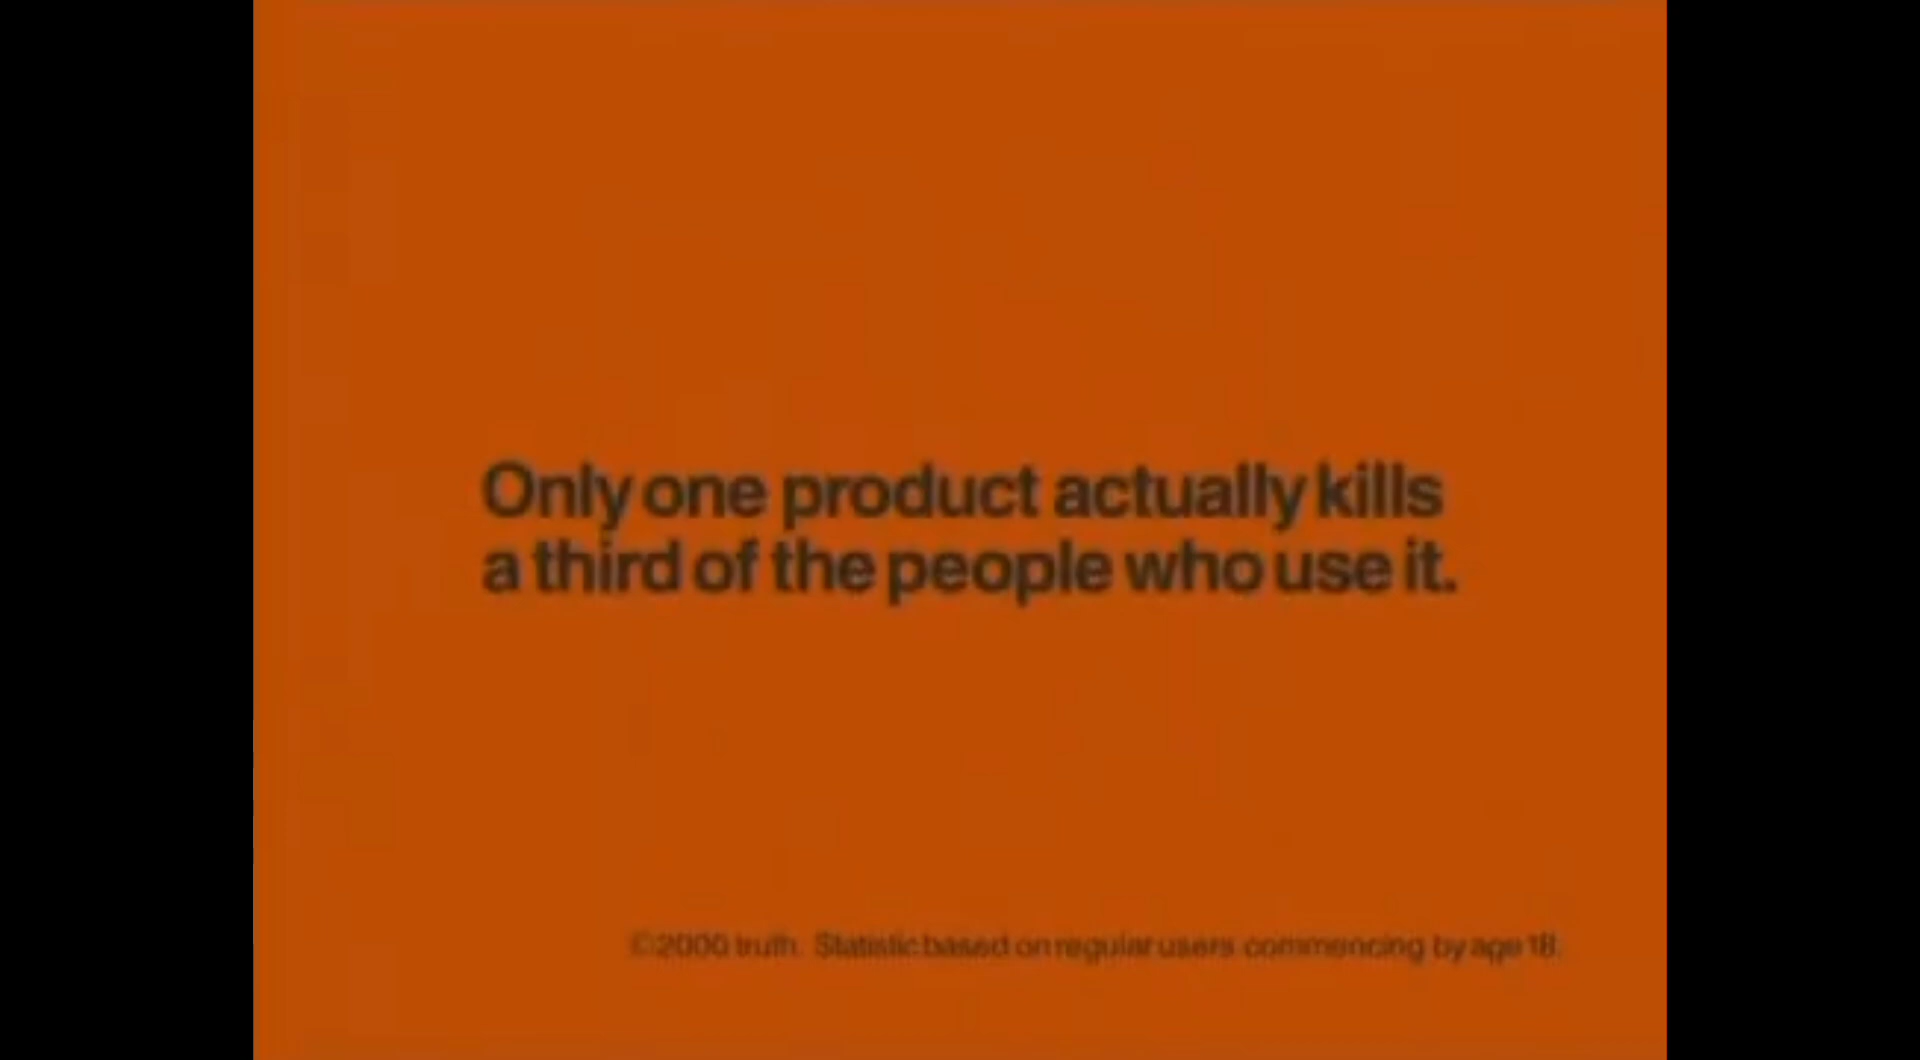 Only one product actually kills
a third of the people who use it.
©2000 truth. Statistic based on regular users commencing by age 18.